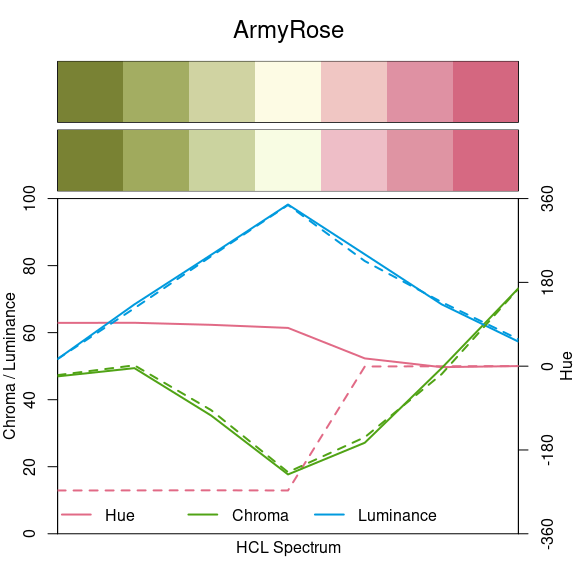 ArmyRose
100
80
60
40
20
0
Chroma / Luminance
360
180
0
-180
-360
Hue
Hue Chroma Luminance
HCL Spectrum